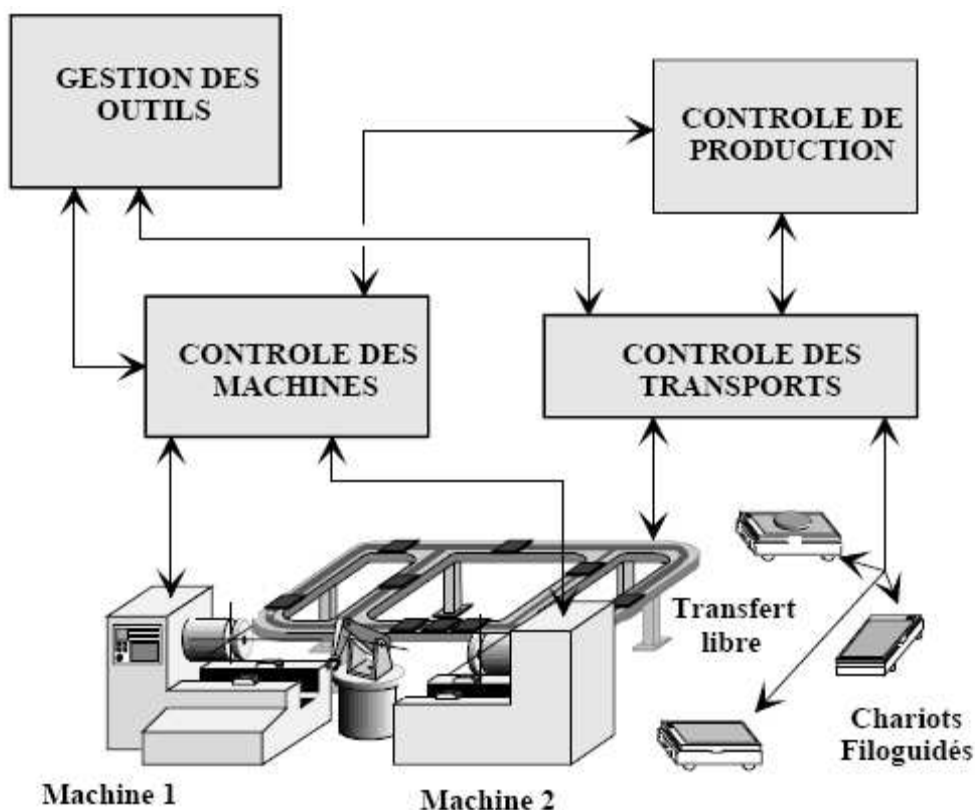 GESTION DES
OUTILS
CONTROLE DE
PRODUCTION
CONTROLE DES
MACHINES
CONTROLE DES
TRANSPORTS
Transfert
libre
Chariots
Filoguidés
Machine 1
Machine 2